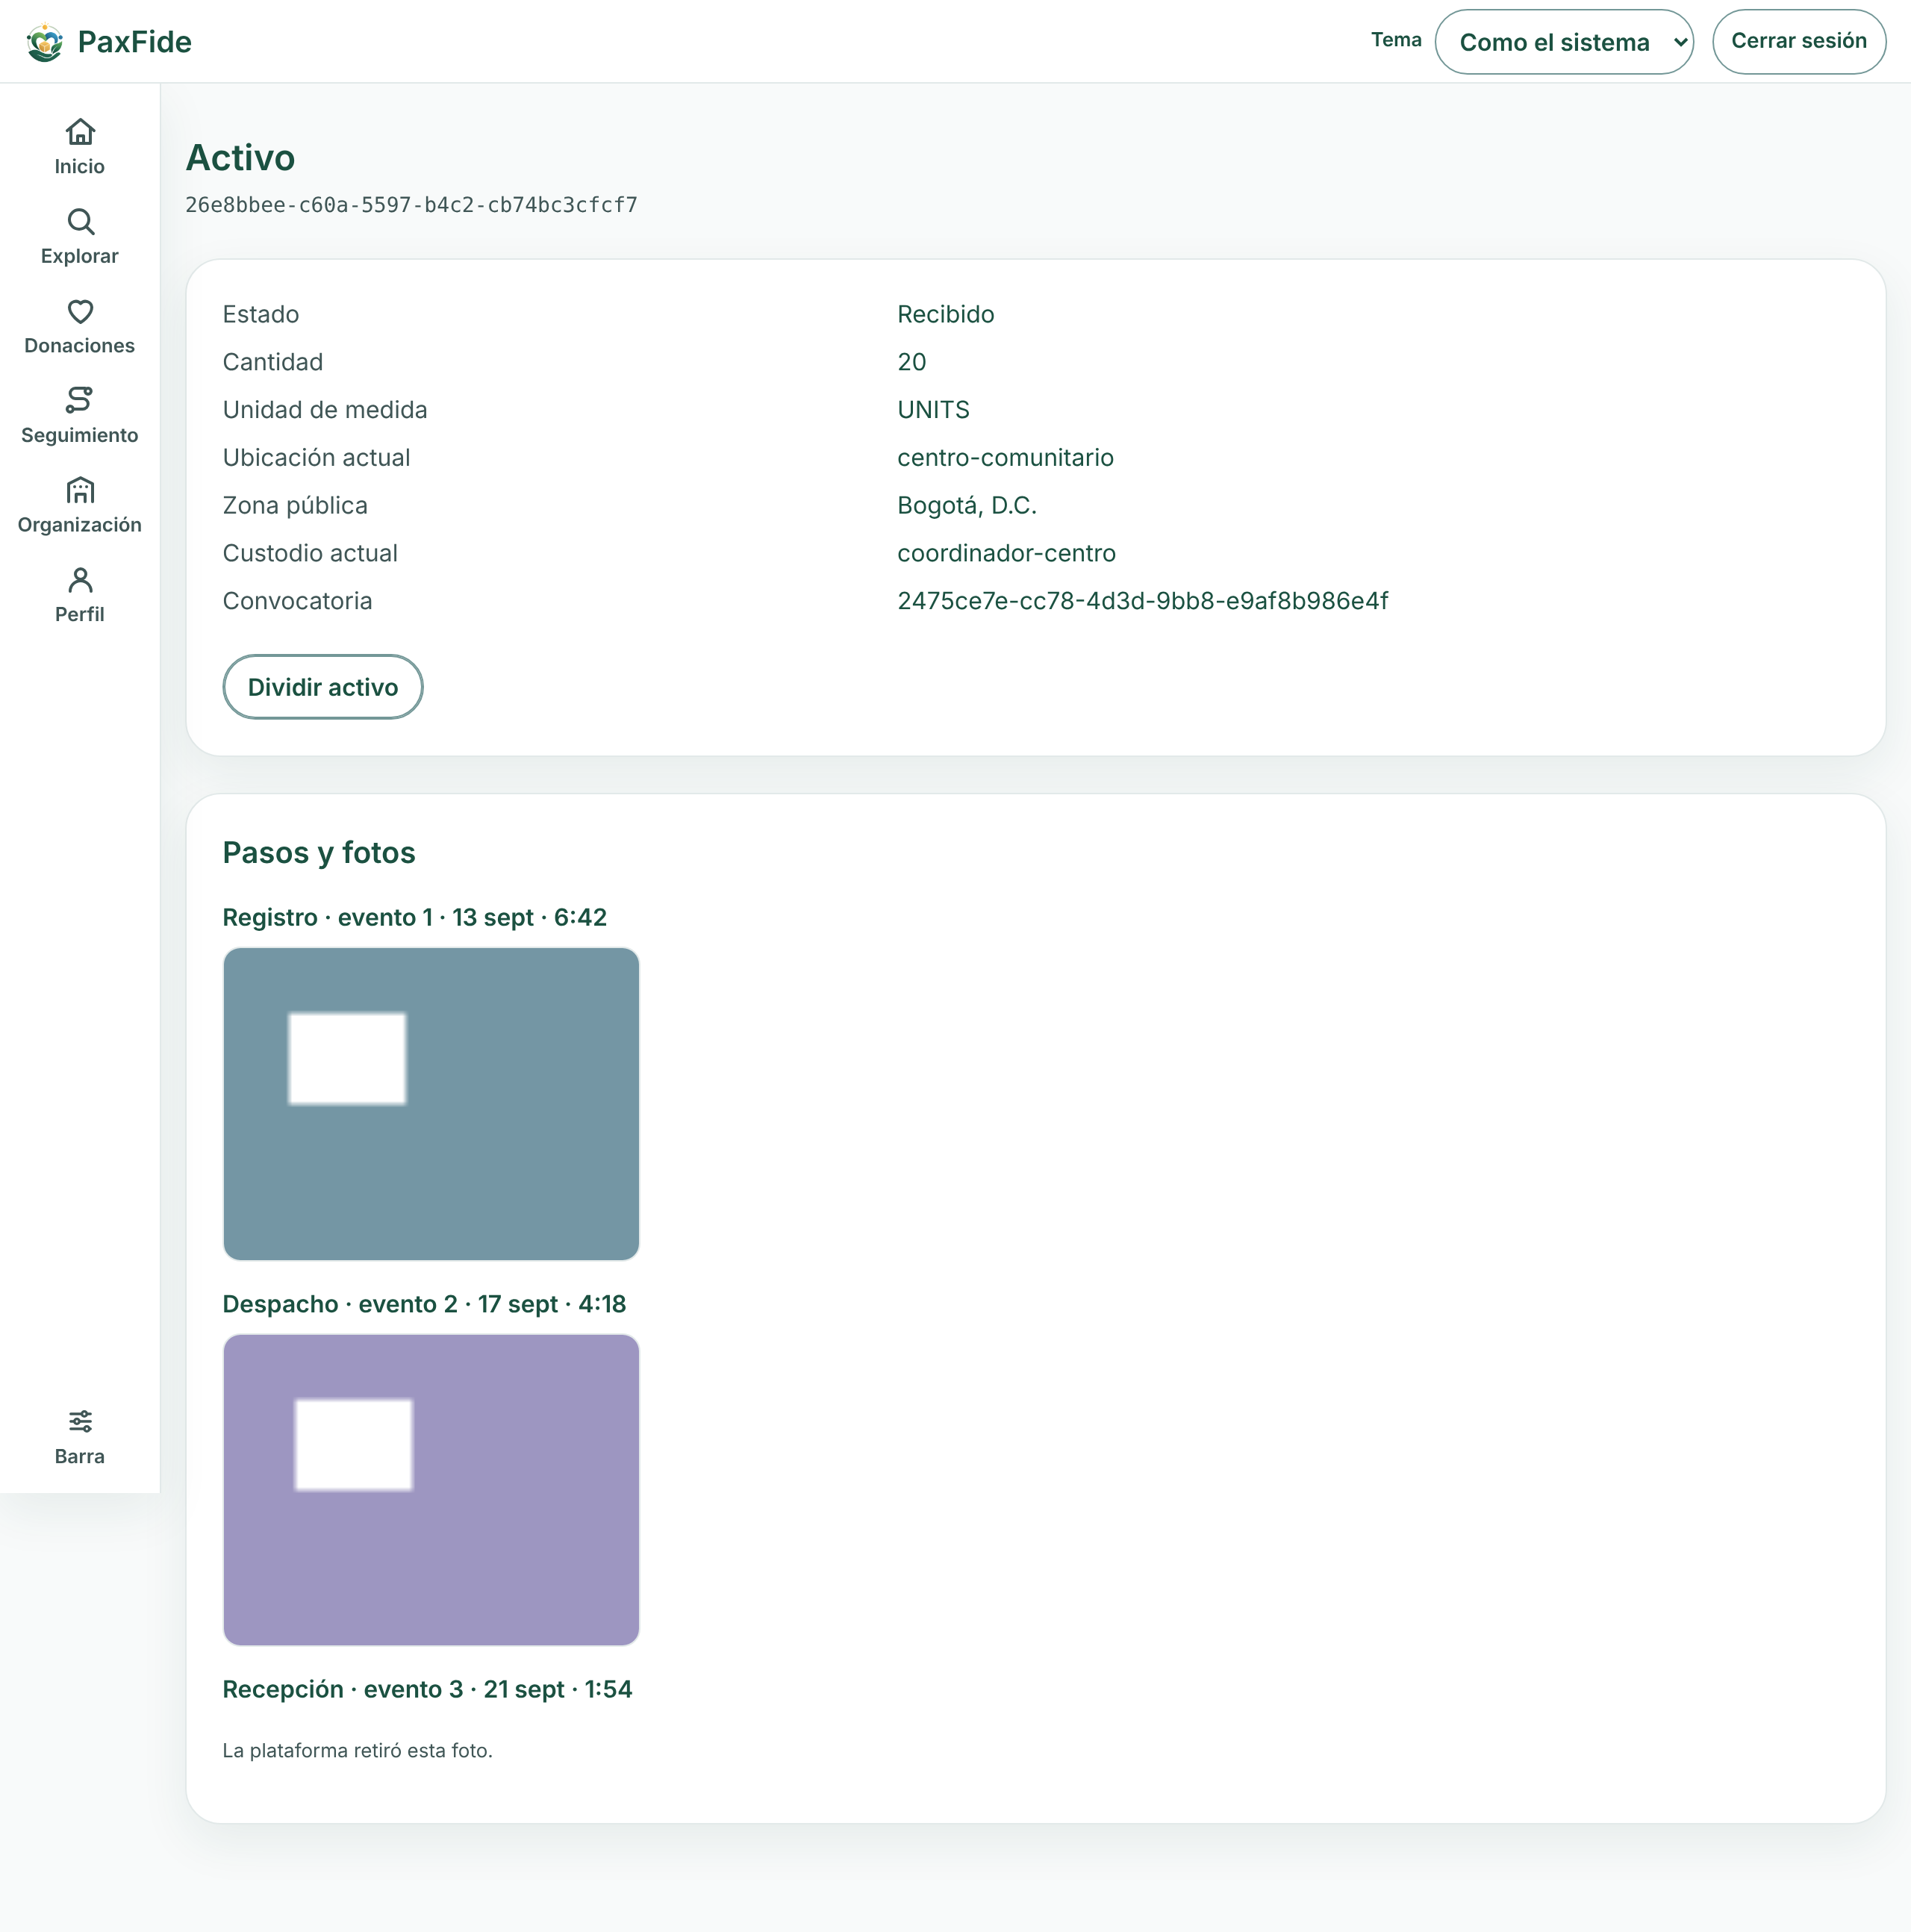 PaxFide
Tema
Como el sistema
Cerrar sesión
Inicio
Explorar
Donaciones
Seguimiento
Organización
Perfil
Barra
Activo
26e8bbee-c60a-5597-b4c2-cb74bc3cfcf7
Estado Recibido
Cantidad 20
Unidad de medida UNITS
Ubicación actual centro-comunitario
Zona pública Bogotá, D.C.
Custodio actual coordinador-centro
Convocatoria 2475ce7e-cc78-4d3d-9bb8-e9af8b986e4f
Dividir activo
Pasos y fotos
Registro · evento 1 · 13 sept · 6:42
Despacho · evento 2 · 17 sept · 4:18
Recepción · evento 3 · 21 sept · 1:54
La plataforma retiró esta foto.